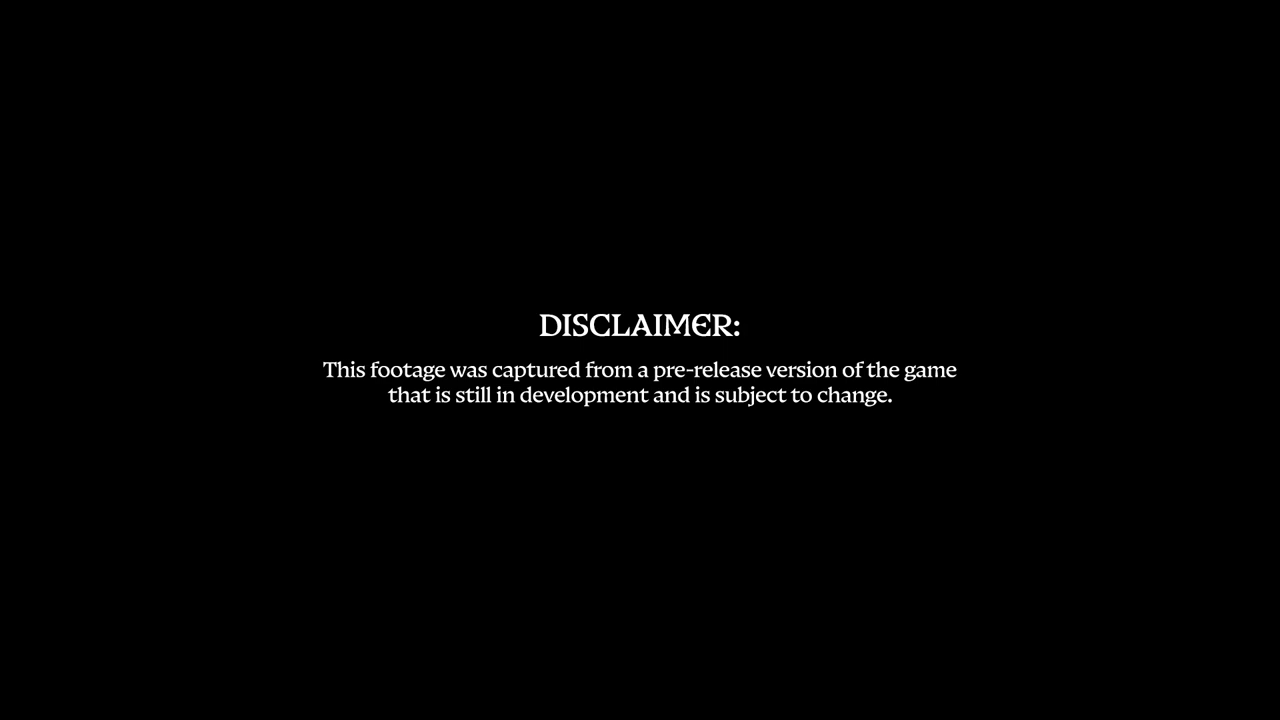 DISCLAIMER:
This footage was captured from a pre-release version of the game
that is still in development and is subject to change.